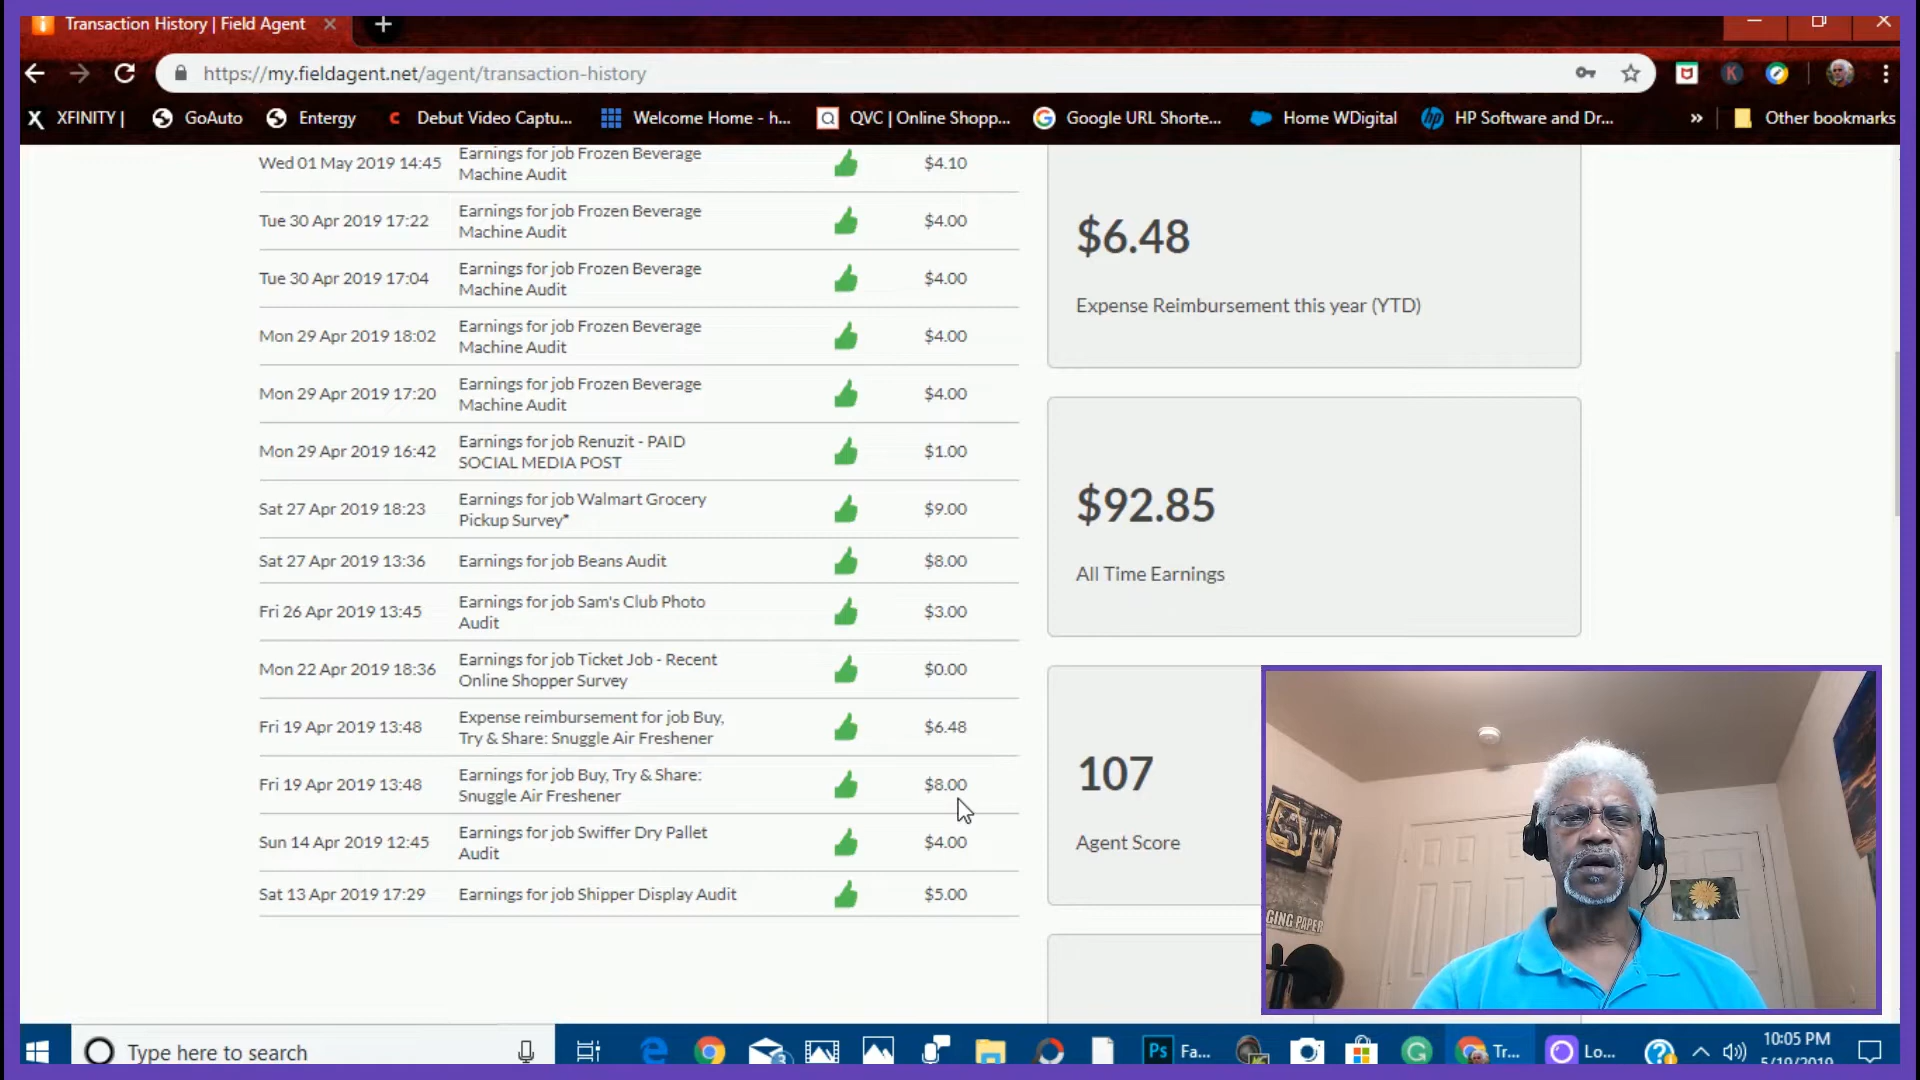 Transaction History | Field Agent
https://my.fieldagent.net/agent/transaction-history
XFINITY | GoAuto Entergy Debut Video Captu... Welcome Home - h... QVC | Online Shopp... Google URL Shorte... Home WDigital HP Software and Dr... » Other bookmarks
Wed 01 May 2019 14:45 Earnings for job Frozen Beverage $4.10
Machine Audit
Tue 30 Apr 2019 17:22 Earnings for job Frozen Beverage $4.00
Machine Audit
Tue 30 Apr 2019 17:04 Earnings for job Frozen Beverage $4.00
Machine Audit
Mon 29 Apr 2019 18:02 Earnings for job Frozen Beverage $4.00
Machine Audit
Mon 29 Apr 2019 17:20 Earnings for job Frozen Beverage $4.00
Machine Audit
Mon 29 Apr 2019 16:42 Earnings for job Renuzit - PAID $1.00
SOCIAL MEDIA POST
Sat 27 Apr 2019 18:23 Earnings for job Walmart Grocery $9.00
Pickup Survey*
Sat 27 Apr 2019 13:36 Earnings for job Beans Audit $8.00
Fri 26 Apr 2019 13:45 Earnings for job Sam's Club Photo $3.00
Audit
Mon 22 Apr 2019 18:36 Earnings for job Ticket Job - Recent $0.00
Online Shopper Survey
Fri 19 Apr 2019 13:48 Expense reimbursement for job Buy, $6.48
Try & Share: Snuggle Air Freshener
Fri 19 Apr 2019 13:48 Earnings for job Buy, Try & Share: $8.00
Snuggle Air Freshener
Sun 14 Apr 2019 12:45 Earnings for job Swiffer Dry Pallet $4.00
Audit
Sat 13 Apr 2019 17:29 Earnings for job Shipper Display Audit $5.00
$6.48
Expense Reimbursement this year (YTD)
$92.85
All Time Earnings
107
Agent Score
GING PAPER
Type here to search
3
Ps Fa... Tr... Lo...
10:05 PM
5/19/2019